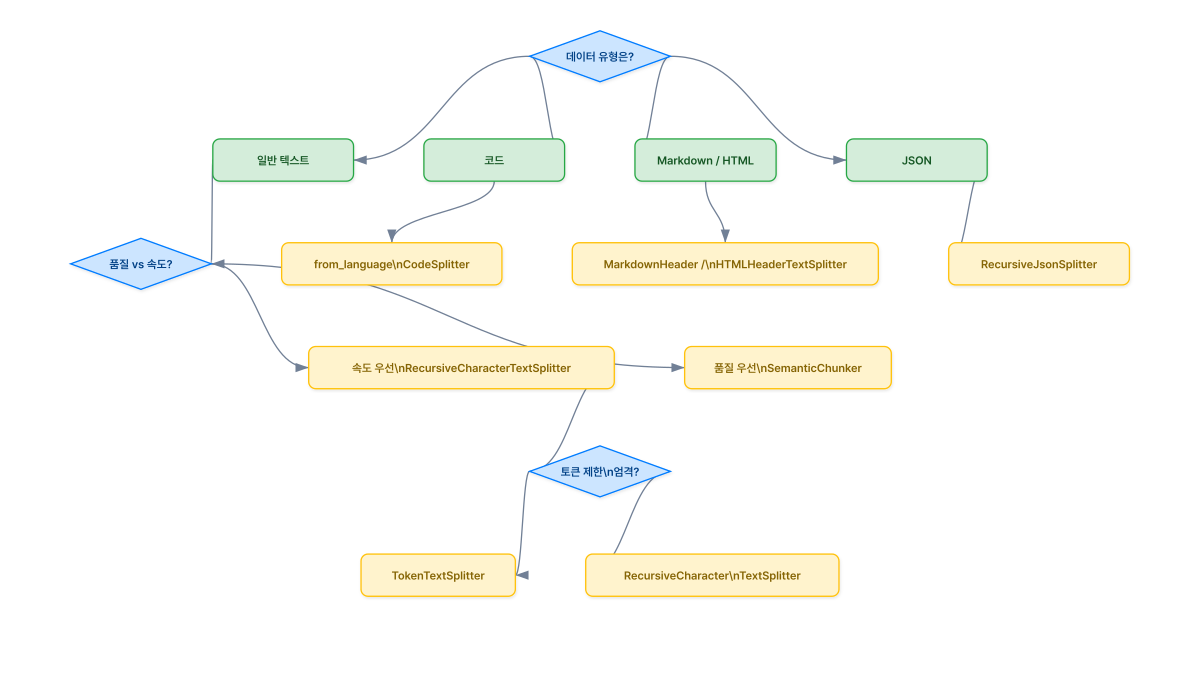 데이터 유형은?
일반 텍스트
코드
Markdown / HTML
JSON
품질 vs 속도?
from_language\nCodeSplitter
MarkdownHeader /\nHTMLHeaderTextSplitter
RecursiveJsonSplitter
속도 우선\nRecursiveCharacterTextSplitter
품질 우선\nSemanticChunker
토큰 제한\n엄격?
TokenTextSplitter
RecursiveCharacter\nTextSplitter